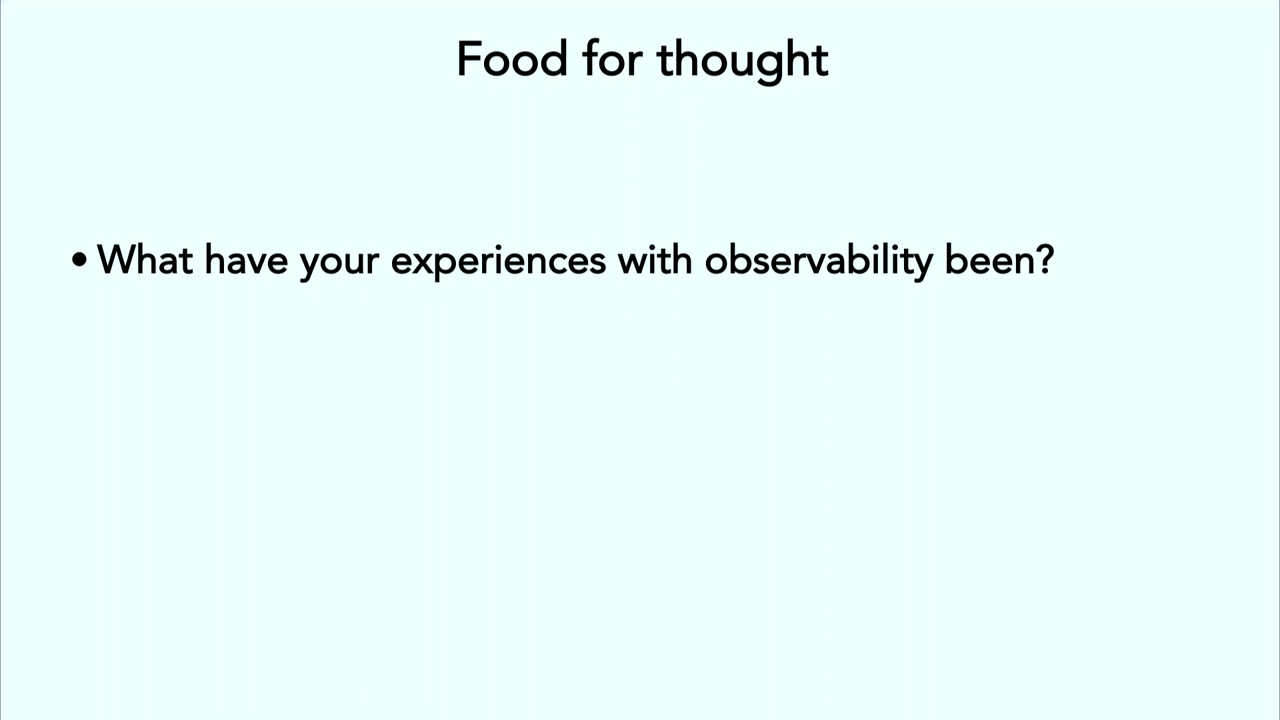 Food for thought
• What have your experiences with observability been?